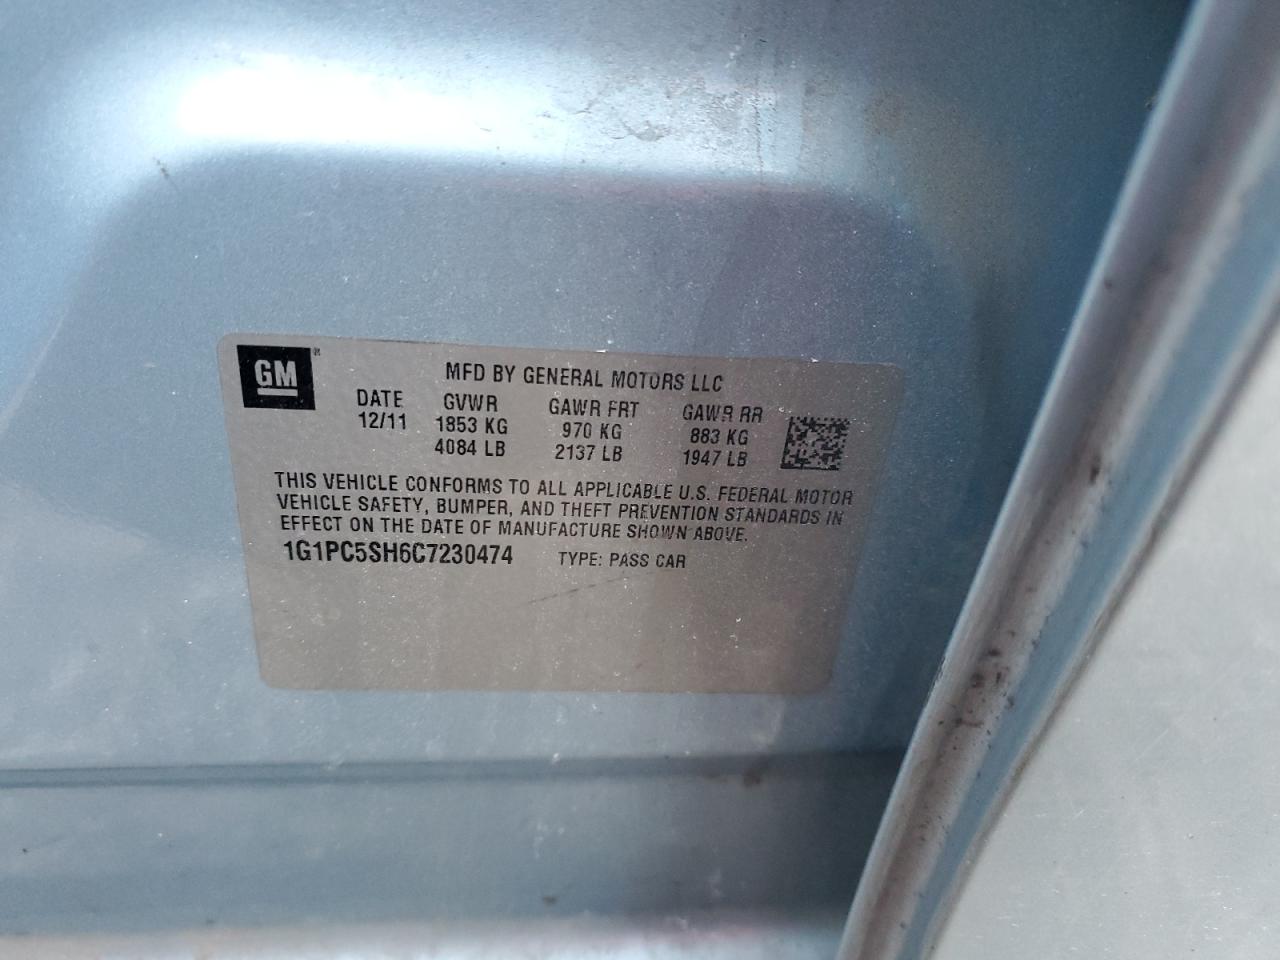 GM®
MFD BY GENERAL MOTORS LLC
DATE GVWR GAWR FRT GAWR RR
12/11 1853 KG 970 KG 883 KG
4084 LB 2137 LB 1947 LB
THIS VEHICLE CONFORMS TO ALL APPLICABLE U.S. FEDERAL MOTOR
VEHICLE SAFETY, BUMPER, AND THEFT PREVENTION STANDARDS IN
EFFECT ON THE DATE OF MANUFACTURE SHOWN ABOVE.
1G1PC5SH6C7230474 TYPE: PASS CAR